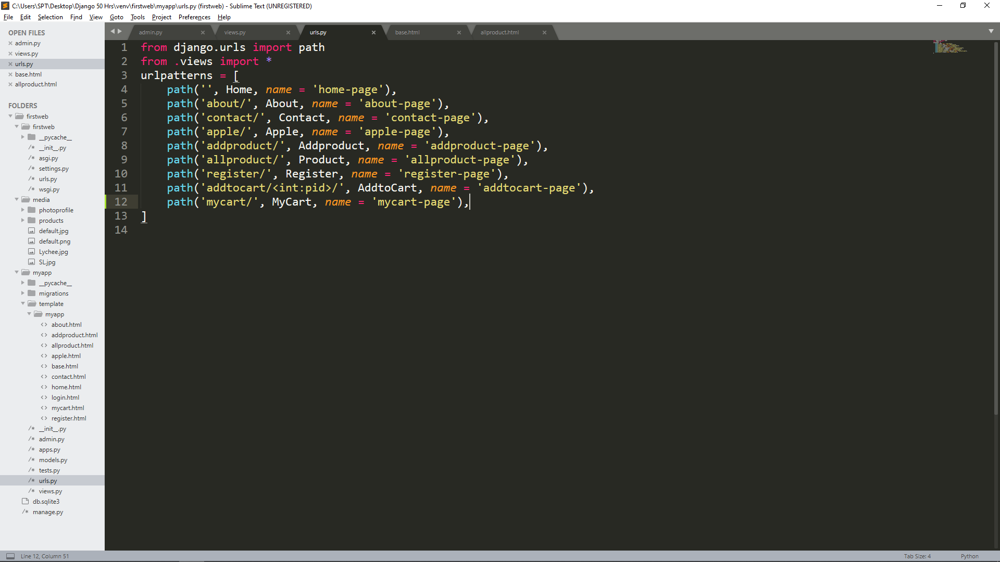 C:\Users\SPT\Desktop\Django 50 Hrs\venv\firstweb\myapp\urls.py (firstweb) - Sublime Text (UNREGISTERED)
File Edit Selection Find View Goto Tools Project Preferences Help
OPEN FILES
admin.py
views.py
urls.py
base.html
allproduct.html
FOLDERS
firstweb
firstweb
__pycache__
__init__.py
asgi.py
settings.py
urls.py
wsgi.py
media
photoprofile
products
default.jpg
default.png
Lychee.jpg
SL.jpg
myapp
__pycache__
migrations
template
myapp
about.html
addproduct.html
allproduct.html
apple.html
base.html
contact.html
home.html
login.html
mycart.html
register.html
__init__.py
admin.py
apps.py
models.py
tests.py
urls.py
views.py
db.sqlite3
manage.py
admin.py views.py urls.py base.html allproduct.html
1 from django.urls import path
2 from .views import *
3 urlpatterns = [
4 path('', Home, name = 'home-page'),
5 path('about/', About, name = 'about-page'),
6 path('contact/', Contact, name = 'contact-page'),
7 path('apple/', Apple, name = 'apple-page'),
8 path('addproduct/', Addproduct, name = 'addproduct-page'),
9 path('allproduct/', Product, name = 'allproduct-page'),
10 path('register/', Register, name = 'register-page'),
11 path('addtocart/<int:pid>/', AddtoCart, name = 'addtocart-page'),
12 path('mycart/', MyCart, name = 'mycart-page'),
13 ]
14
Line 12, Column 51 Tab Size: 4 Python